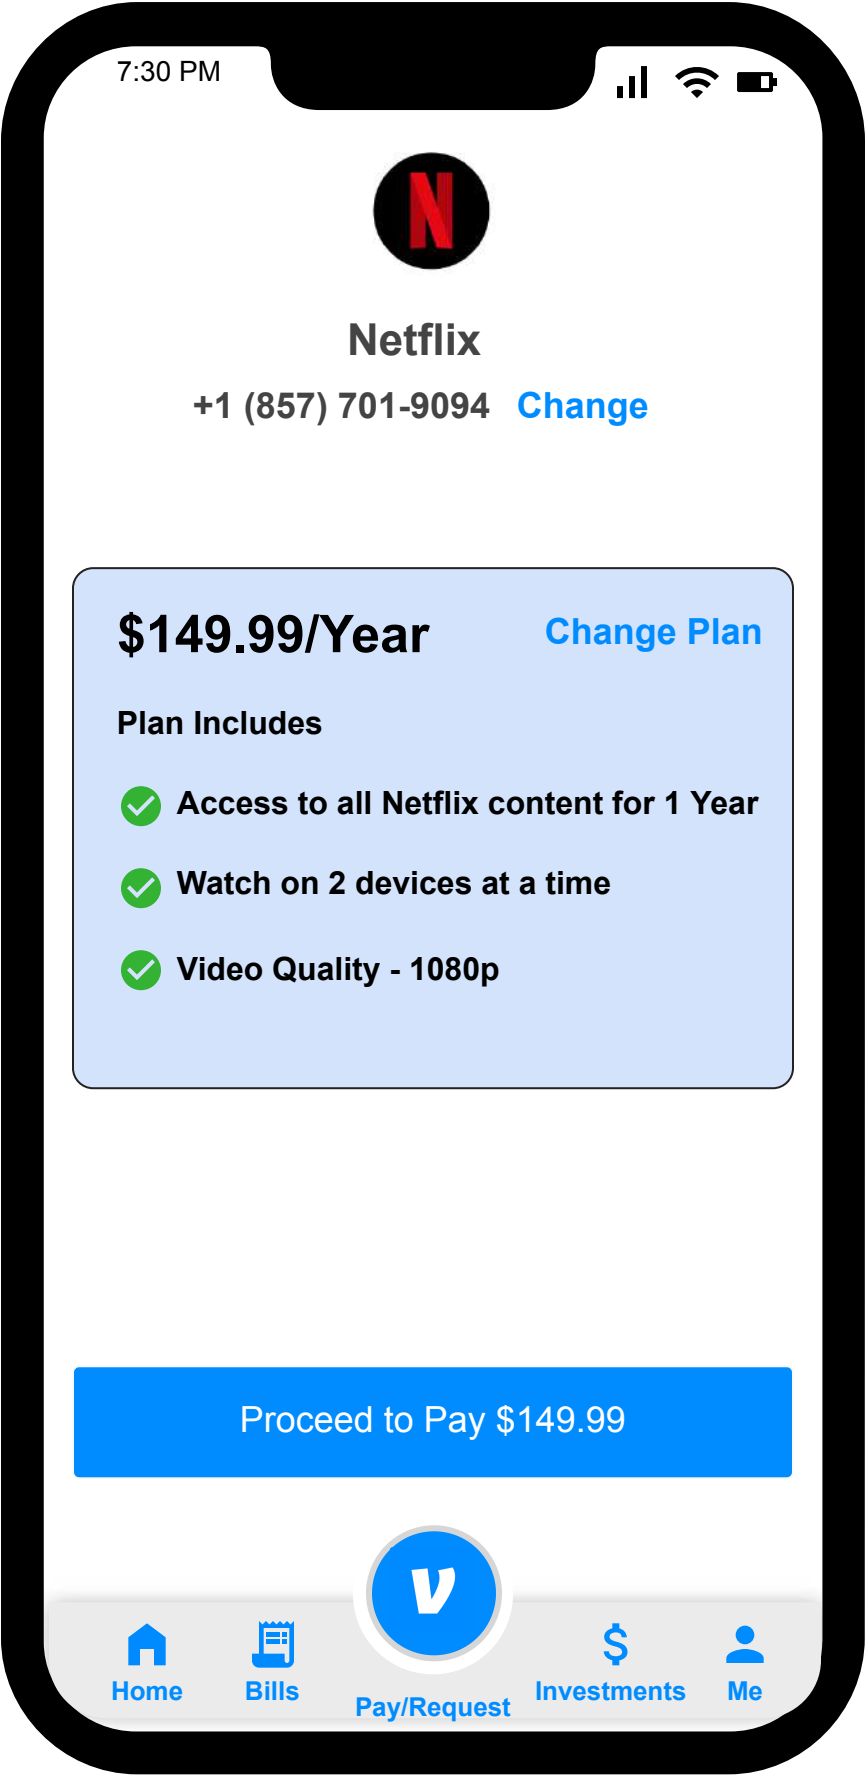 7:30 PM
N
Netflix
+1 (857) 701-9094 Change
$149.99/Year Change Plan
Plan Includes
Access to all Netflix content for 1 Year
Watch on 2 devices at a time
Video Quality - 1080p
Proceed to Pay $149.99
v
$
Home Bills Pay/Request Investments Me